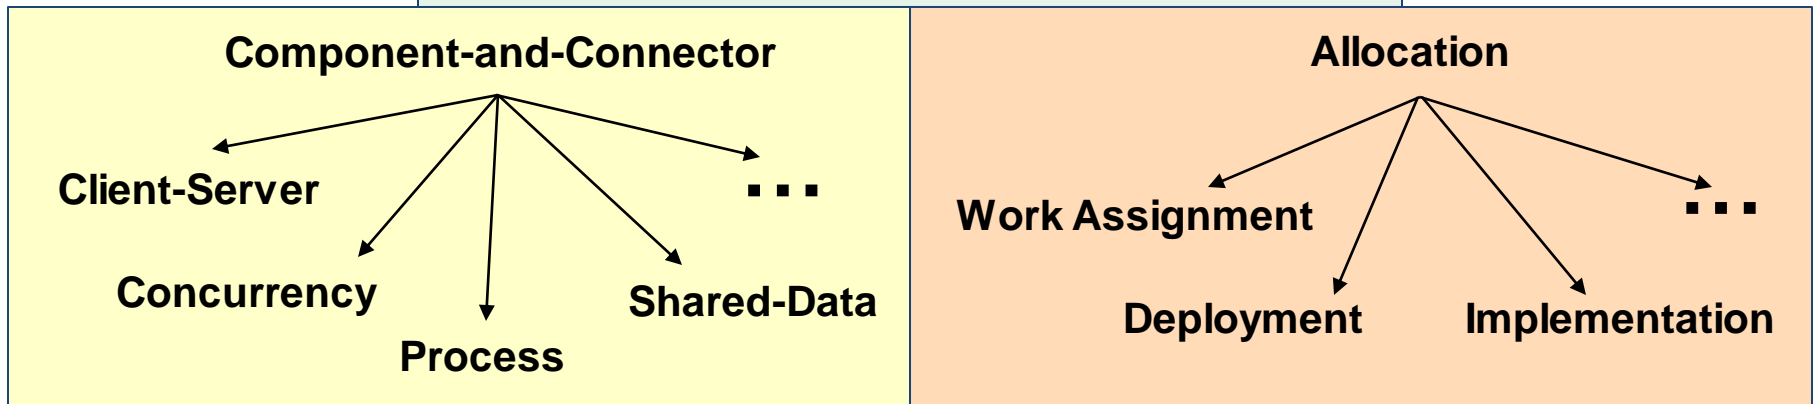 Component-and-Connector
Client-Server
Concurrency
Process
Shared-Data
...
Allocation
Work Assignment
Deployment
Implementation
...